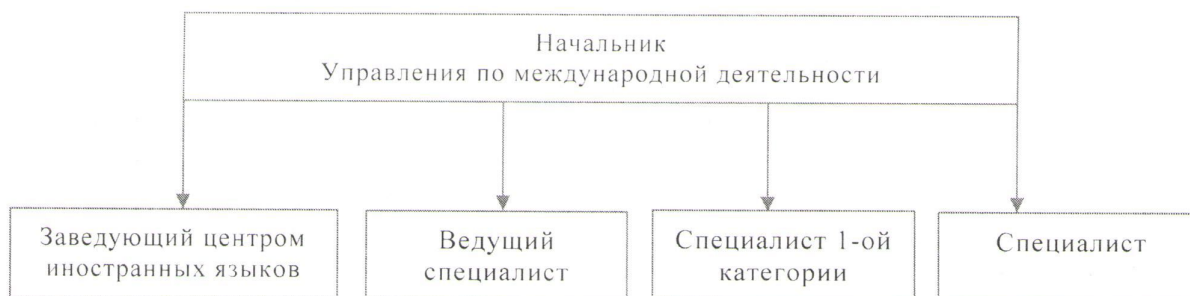 Начальник
Управления по международной деятельности
Заведующий центром
иностранных языков
Ведущий
специалист
Специалист 1-ой
категории
Специалист